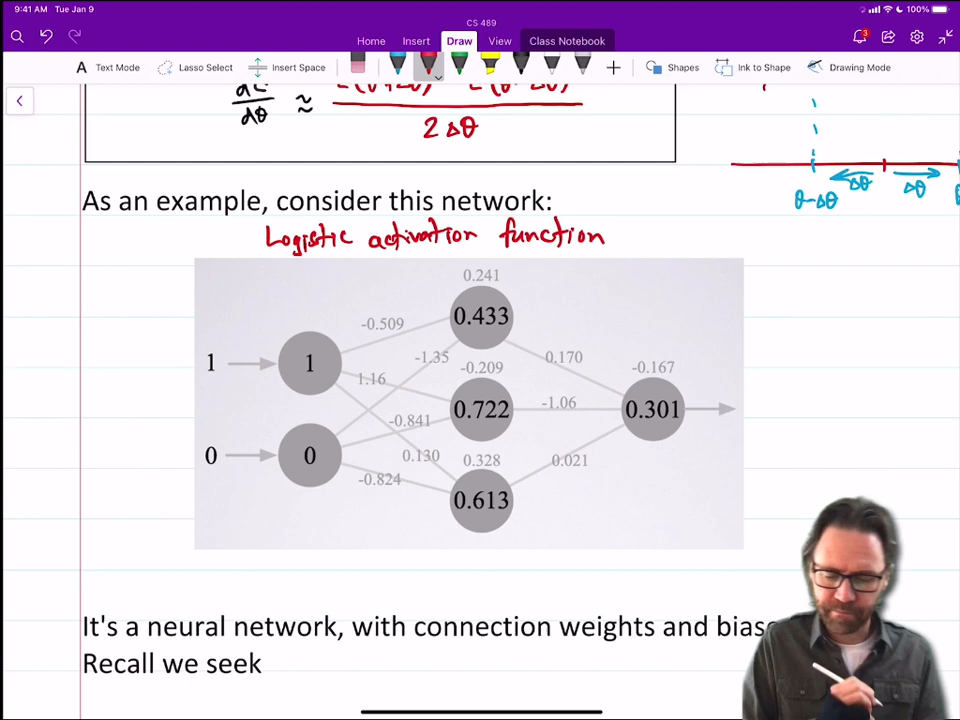 9:41 AM Tue Jan 9
100%
CS 489
Home Insert Draw View Class Notebook
3
Text Mode Lasso Select Insert Space Shapes Ink to Shape Drawing Mode
dθ ≈
2Δθ
θ-Δθ Δθ Δθ
As an example, consider this network:
Logistic activation function
0.241
0.433
-0.509
1 1 -1.35 0.170
-0.209 -0.167
1.16
0.722 -1.06 0.301
-0.841
0 0 0.130 0.328 0.021
-0.824
0.613
It's a neural network, with connection weights and
Recall we seek